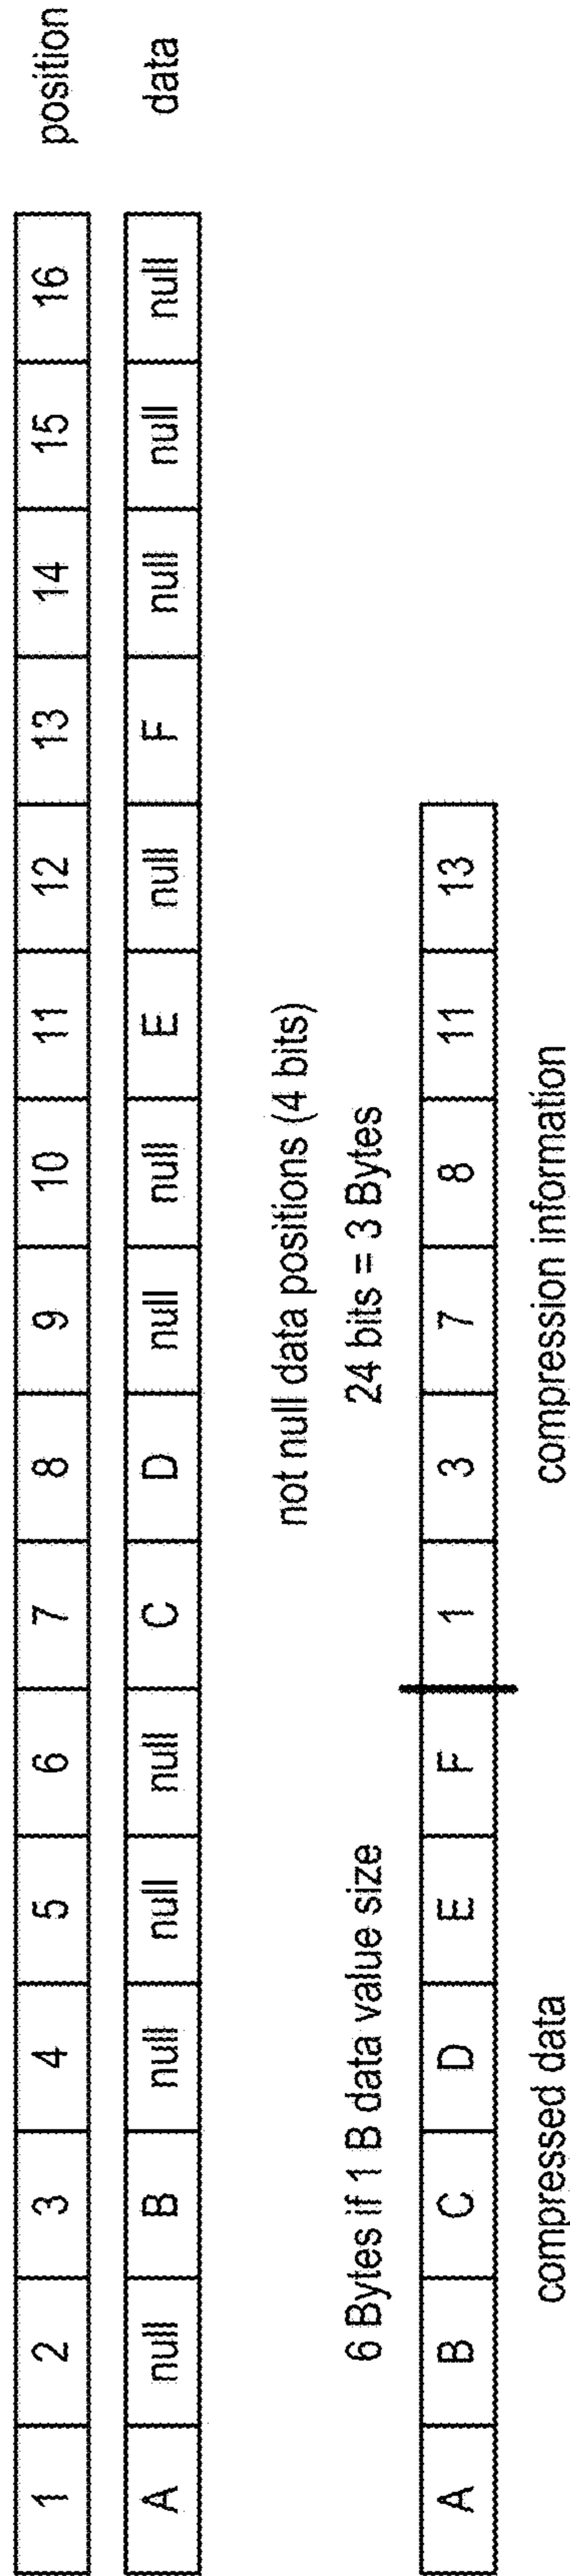 1 2 3 4 5 6 7 8 9 10 11 12 13 14 15 16 position
A null B null null null C D null null E null F null null null data
not null data positions (4 bits)
6 Bytes if 1 B data value size 24 bits = 3 Bytes
A B C D E F 1 3 7 8 11 13
compressed data compression information